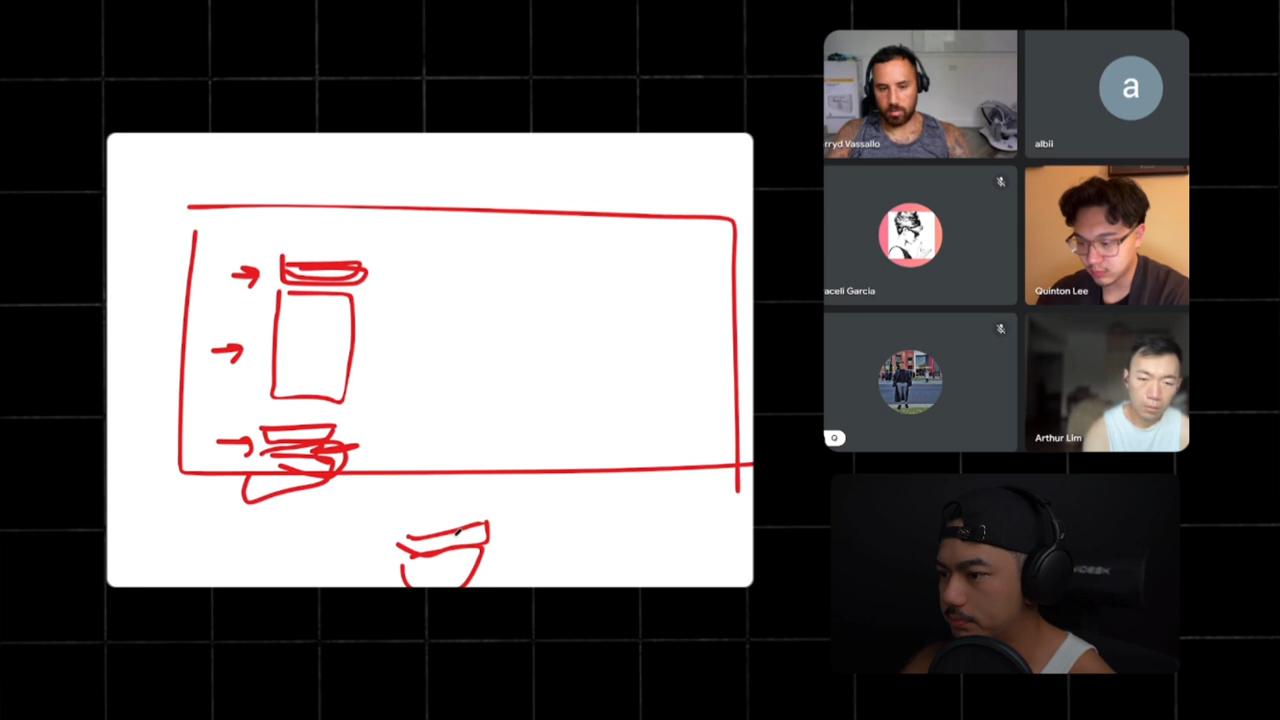 rryd Vassallo
a
albii
aceli Garcia
Quinton Lee
Q
Arthur Lim